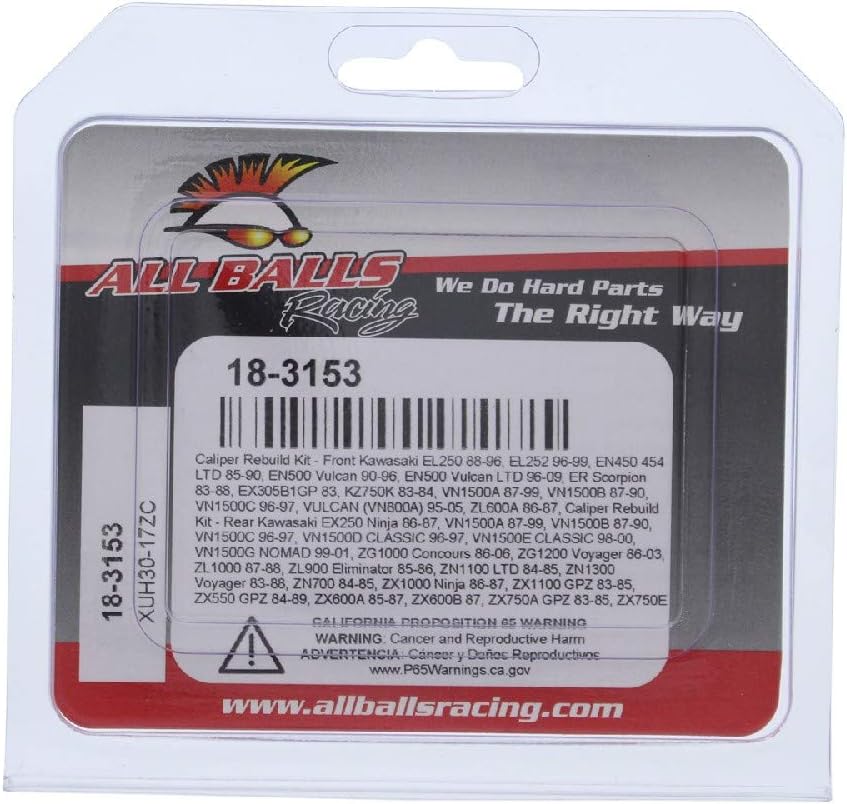 ALL BALLS
Racing
We Do Hard Parts
The Right Way
18-3153
Caliper Rebuild Kit - Front Kawasaki EL250 88-96, EL252 96-99, EN450 454
LTD 85-90, EN500 Vulcan 90-96, EN500 Vulcan LTD 96-09, ER Scorpion
83-88, EX305B1GP 83, KZ750K 83-84, VN1500A 87-99, VN1500B 87-90,
VN1500C 96-97, VULCAN (VN800A) 95-05, ZL600A 86-87, Caliper Rebuild
Kit - Rear Kawasaki EX250 Ninja 86-87, VN1500A 87-99, VN1500B 87-90,
VN1500C 96-97, VN1500D CLASSIC 96-97, VN1500E CLASSIC 98-00,
VN1500G NOMAD 99-01, ZG1000 Concours 86-06, ZG1200 Voyager 86-03,
ZL1000 87-88, ZL900 Eliminator 85-86, ZN1100 LTD 84-85, ZN1300
Voyager 83-86, ZN700 84-85, ZX1000 Ninja 86-87, ZX1100 GPZ 83-85,
ZX550 GPZ 84-89, ZX600A 85-87, ZX600B 87, ZX750A GPZ 83-85, ZX750E
CALIFORNIA PROPOSITION 65 WARNING
WARNING: Cancer and Reproductive Harm
ADVERTENCIA: Cáncer y Daños Reproductivos
www.P65Warnings.ca.gov
18-3153
XUH30-17ZC
www.allballsracing.com